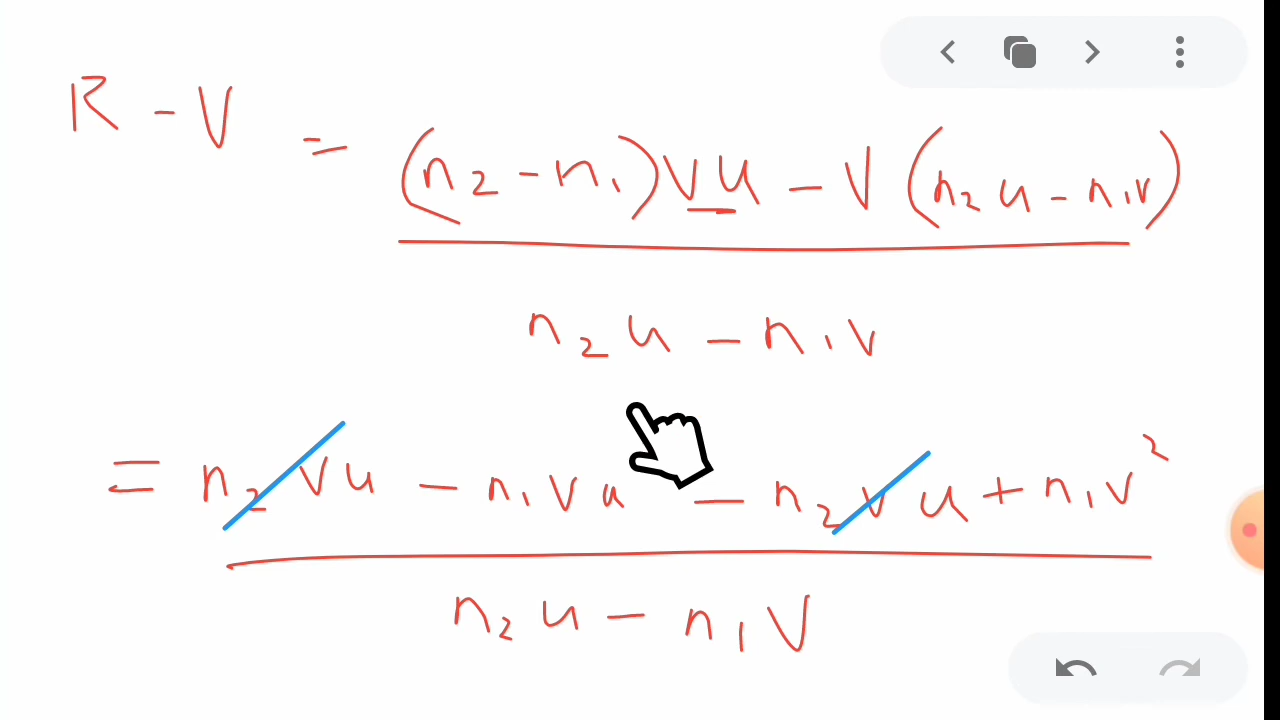 R - V = (n₂ - n₁)vu - V(n₂u - n₁v)
n₂u - n₁v
= n₂vu - n₁vu - n₂vu + n₁v²
n₂u - n₁v